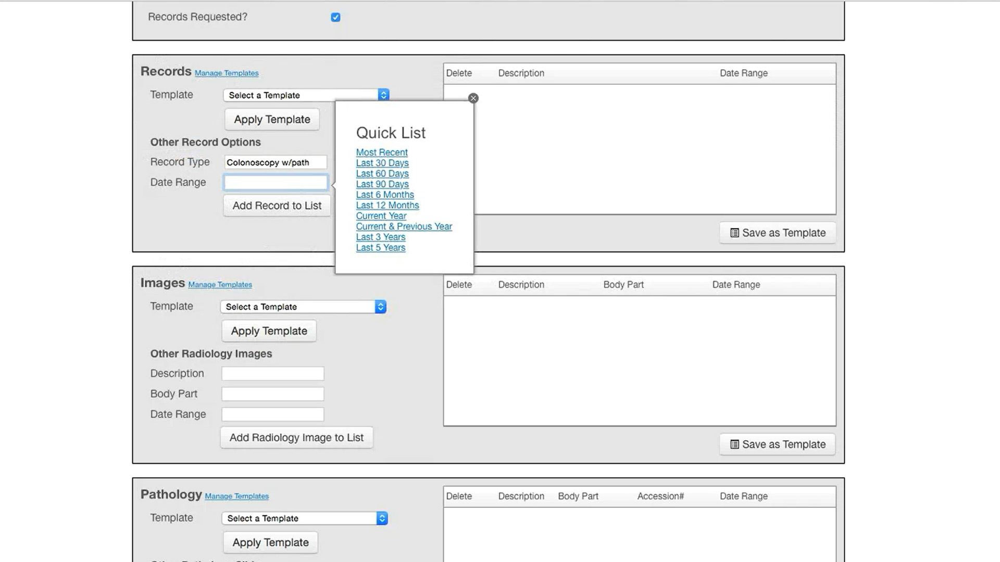 Records Requested?
Records Manage Templates
Delete Description Date Range
Template Select a Template
Apply Template
Other Record Options
Record Type Colonoscopy w/path
Date Range
Add Record to List
Quick List
Most Recent
Last 30 Days
Last 60 Days
Last 90 Days
Last 6 Months
Last 12 Months
Current Year
Current & Previous Year
Last 3 Years
Last 5 Years
Save as Template
Images Manage Templates
Delete Description Body Part Date Range
Template Select a Template
Apply Template
Other Radiology Images
Description
Body Part
Date Range
Add Radiology Image to List
Save as Template
Pathology Manage Templates
Delete Description Body Part Accession# Date Range
Template Select a Template
Apply Template